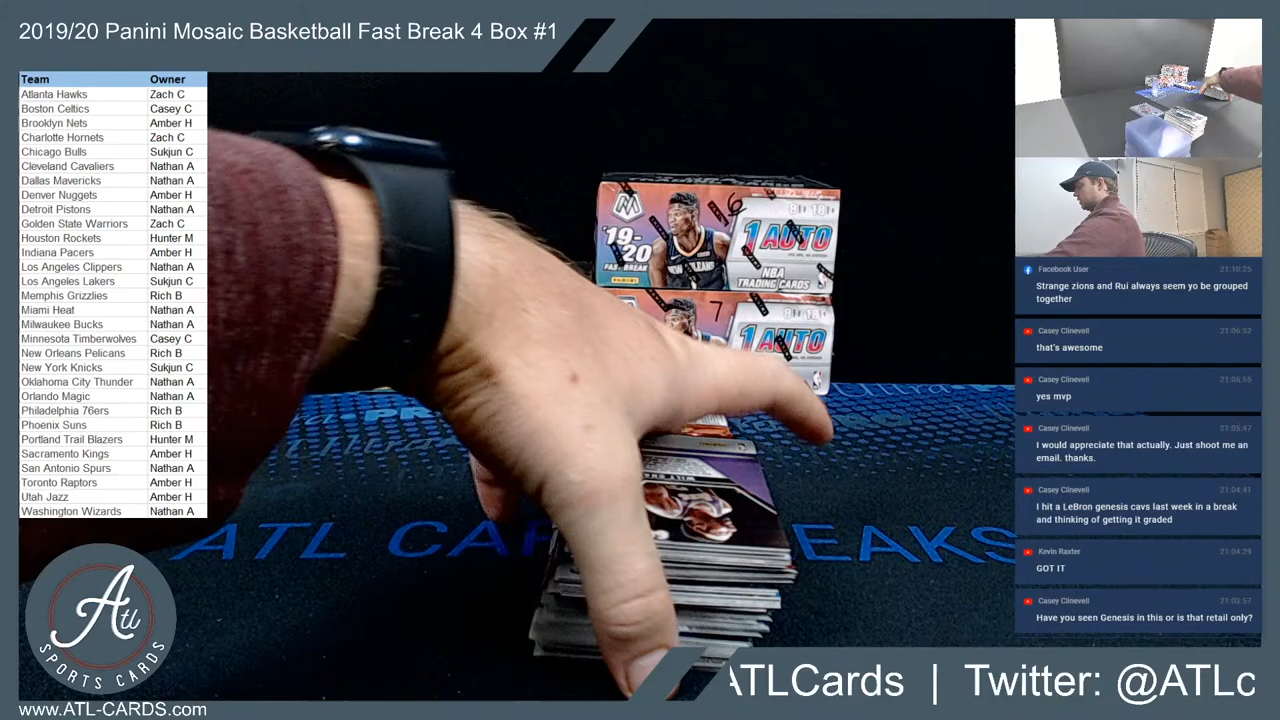 2019/20 Panini Mosaic Basketball Fast Break 4 Box #1
Team Owner
Atlanta Hawks Zach C
Boston Celtics Casey C
Brooklyn Nets Amber H
Charlotte Hornets Zach C
Chicago Bulls Sukjun C
Cleveland Cavaliers Nathan A
Dallas Mavericks Nathan A
Denver Nuggets Amber H
Detroit Pistons Nathan A
Golden State Warriors Zach C
Houston Rockets Hunter M
Indiana Pacers Amber H
Los Angeles Clippers Nathan A
Los Angeles Lakers Sukjun C
Memphis Grizzlies Rich B
Miami Heat Nathan A
Milwaukee Bucks Nathan A
Minnesota Timberwolves Casey C
New Orleans Pelicans Rich B
New York Knicks Sukjun C
Oklahoma City Thunder Nathan A
Orlando Magic Nathan A
Philadelphia 76ers Rich B
Phoenix Suns Rich B
Portland Trail Blazers Hunter M
Sacramento Kings Amber H
San Antonio Spurs Nathan A
Toronto Raptors Amber H
Utah Jazz Amber H
Washington Wizards Nathan A
Atl
SPORTS CARDS
www.ATL-CARDS.com
M
19-
20
FAST BREAK
PANINI
NEW ORLEANS
6
8 18
1 AUTO
NBA
TRADING CARDS
7
1 AUTO
ATL CA
EAKS
Facebook User 21:10:25
Strange zions and Rui always seem yo be grouped
together
Casey Clinevell 21:06:52
that's awesome
Casey Clinevell 21:05:55
yes mvp
Casey Clinevell 21:05:47
I would appreciate that actually. Just shoot me an
email. thanks.
Casey Clinevell 21:04:41
I hit a LeBron genesis cavs last week in a break
and thinking of getting it graded
Kevin Raxter 21:04:29
GOT IT
Casey Clinevell 21:03:57
Have you seen Genesis in this or is that retail only?
ATLCards | Twitter: @ATLc